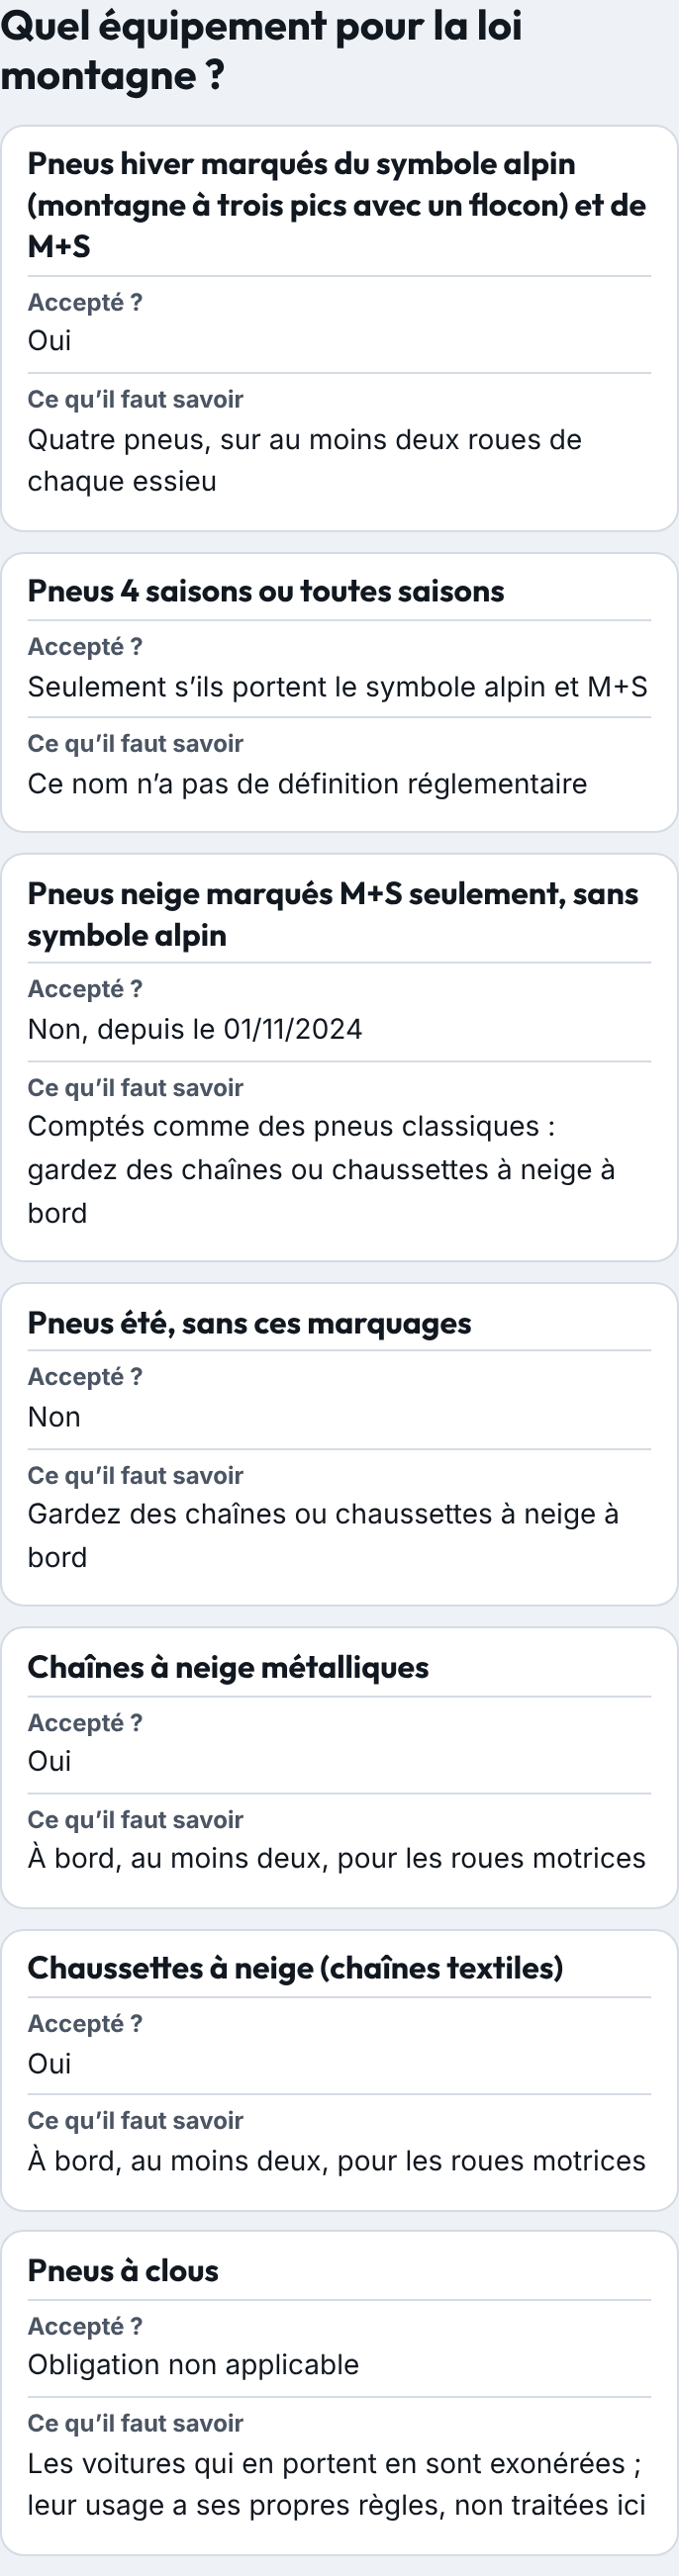 Quel équipement pour la loi
montagne ?
Pneus hiver marqués du symbole alpin
(montagne à trois pics avec un flocon) et de
M+S
Accepté ?
Oui
Ce qu’il faut savoir
Quatre pneus, sur au moins deux roues de
chaque essieu
Pneus 4 saisons ou toutes saisons
Accepté ?
Seulement s’ils portent le symbole alpin et M+S
Ce qu’il faut savoir
Ce nom n’a pas de définition réglementaire
Pneus neige marqués M+S seulement, sans
symbole alpin
Accepté ?
Non, depuis le 01/11/2024
Ce qu’il faut savoir
Comptés comme des pneus classiques :
gardez des chaînes ou chaussettes à neige à
bord
Pneus été, sans ces marquages
Accepté ?
Non
Ce qu’il faut savoir
Gardez des chaînes ou chaussettes à neige à
bord
Chaînes à neige métalliques
Accepté ?
Oui
Ce qu’il faut savoir
À bord, au moins deux, pour les roues motrices
Chaussettes à neige (chaînes textiles)
Accepté ?
Oui
Ce qu’il faut savoir
À bord, au moins deux, pour les roues motrices
Pneus à clous
Accepté ?
Obligation non applicable
Ce qu’il faut savoir
Les voitures qui en portent en sont exonérées ;
leur usage a ses propres règles, non traitées ici